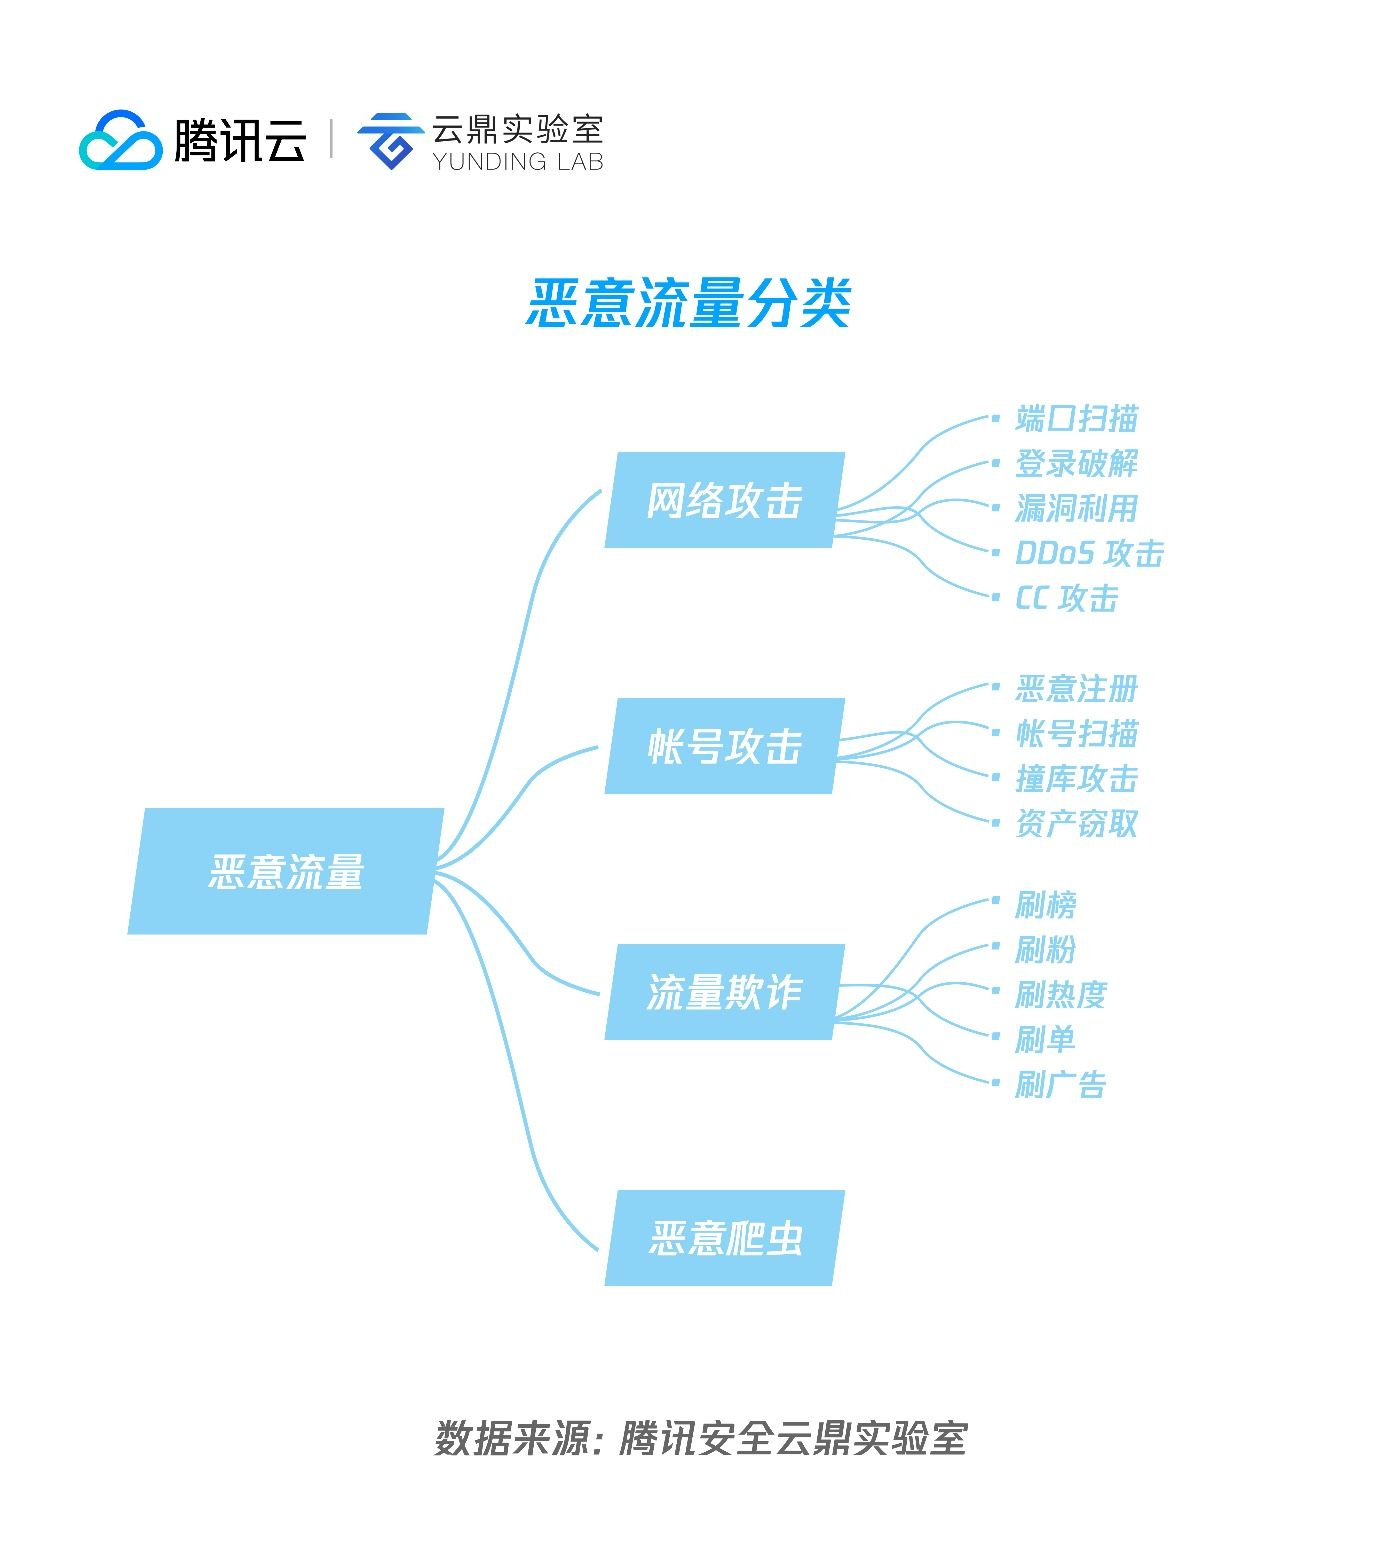 腾讯云
云鼎实验室
YUNDING LAB
恶意流量分类
恶意流量
网络攻击
端口扫描
登录破解
漏洞利用
DDoS 攻击
CC 攻击
帐号攻击
恶意注册
帐号扫描
撞库攻击
资产窃取
流量欺诈
刷榜
刷粉
刷热度
刷单
刷广告
恶意爬虫
数据来源：腾讯安全云鼎实验室